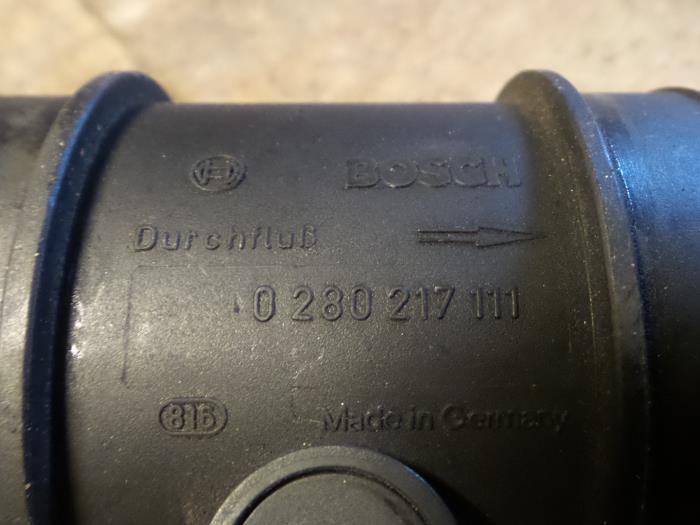 BOSCH
Durchfluß
0 280 217 111
816
Made in Germany